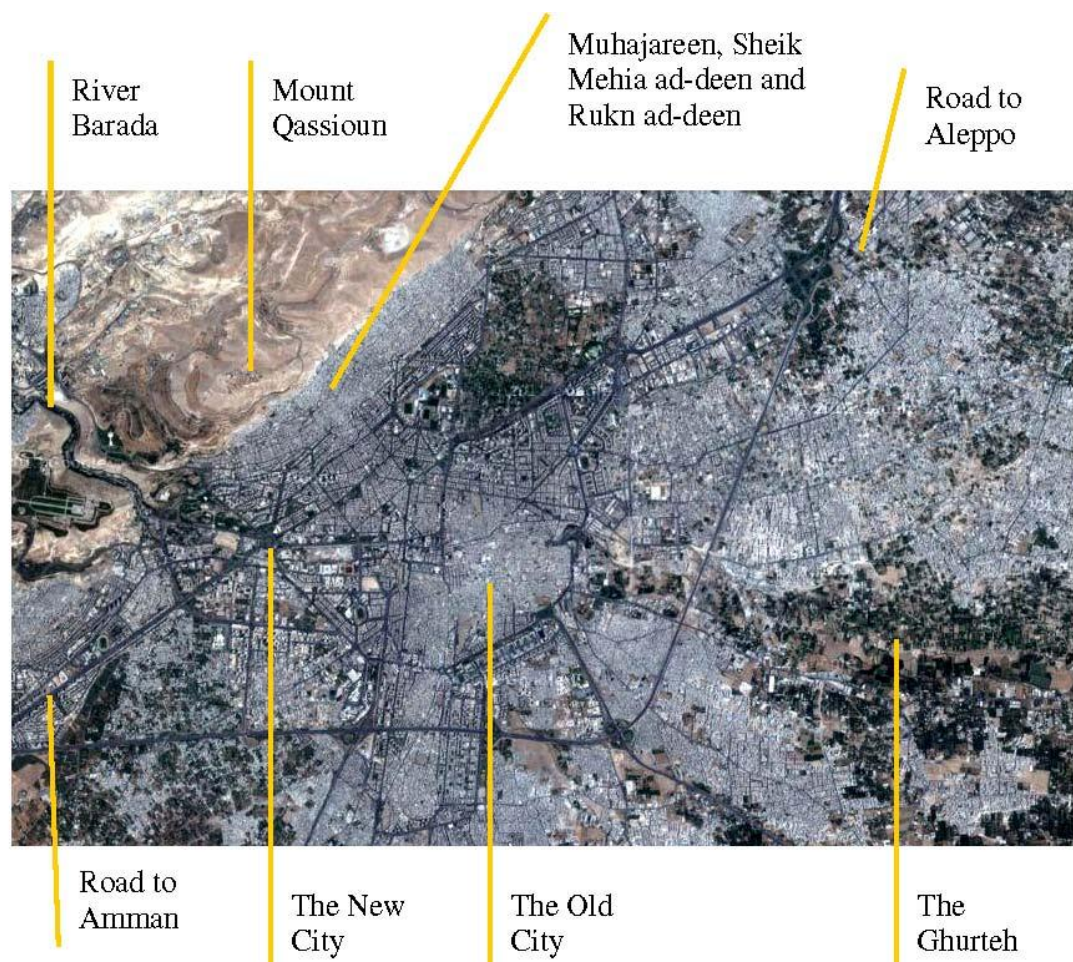 River
Barada
Mount
Qassioun
Muhajareen, Sheik
Mehia ad-deen and
Rukn ad-deen
Road to
Aleppo
Road to
Amman
The New
City
The Old
City
The
Ghurteh